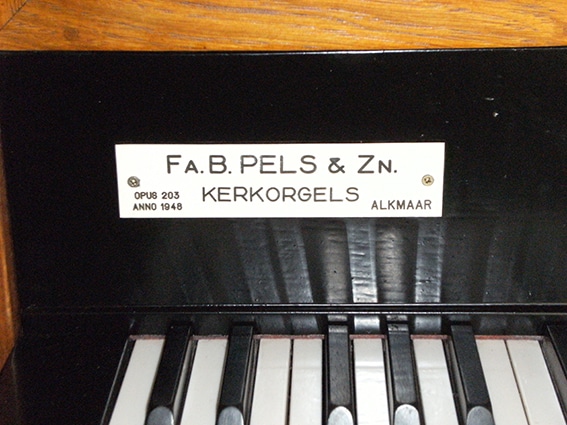 FA. B. PELS & ZN.
KERKORGELS
OPUS 203
ANNO 1948
ALKMAAR